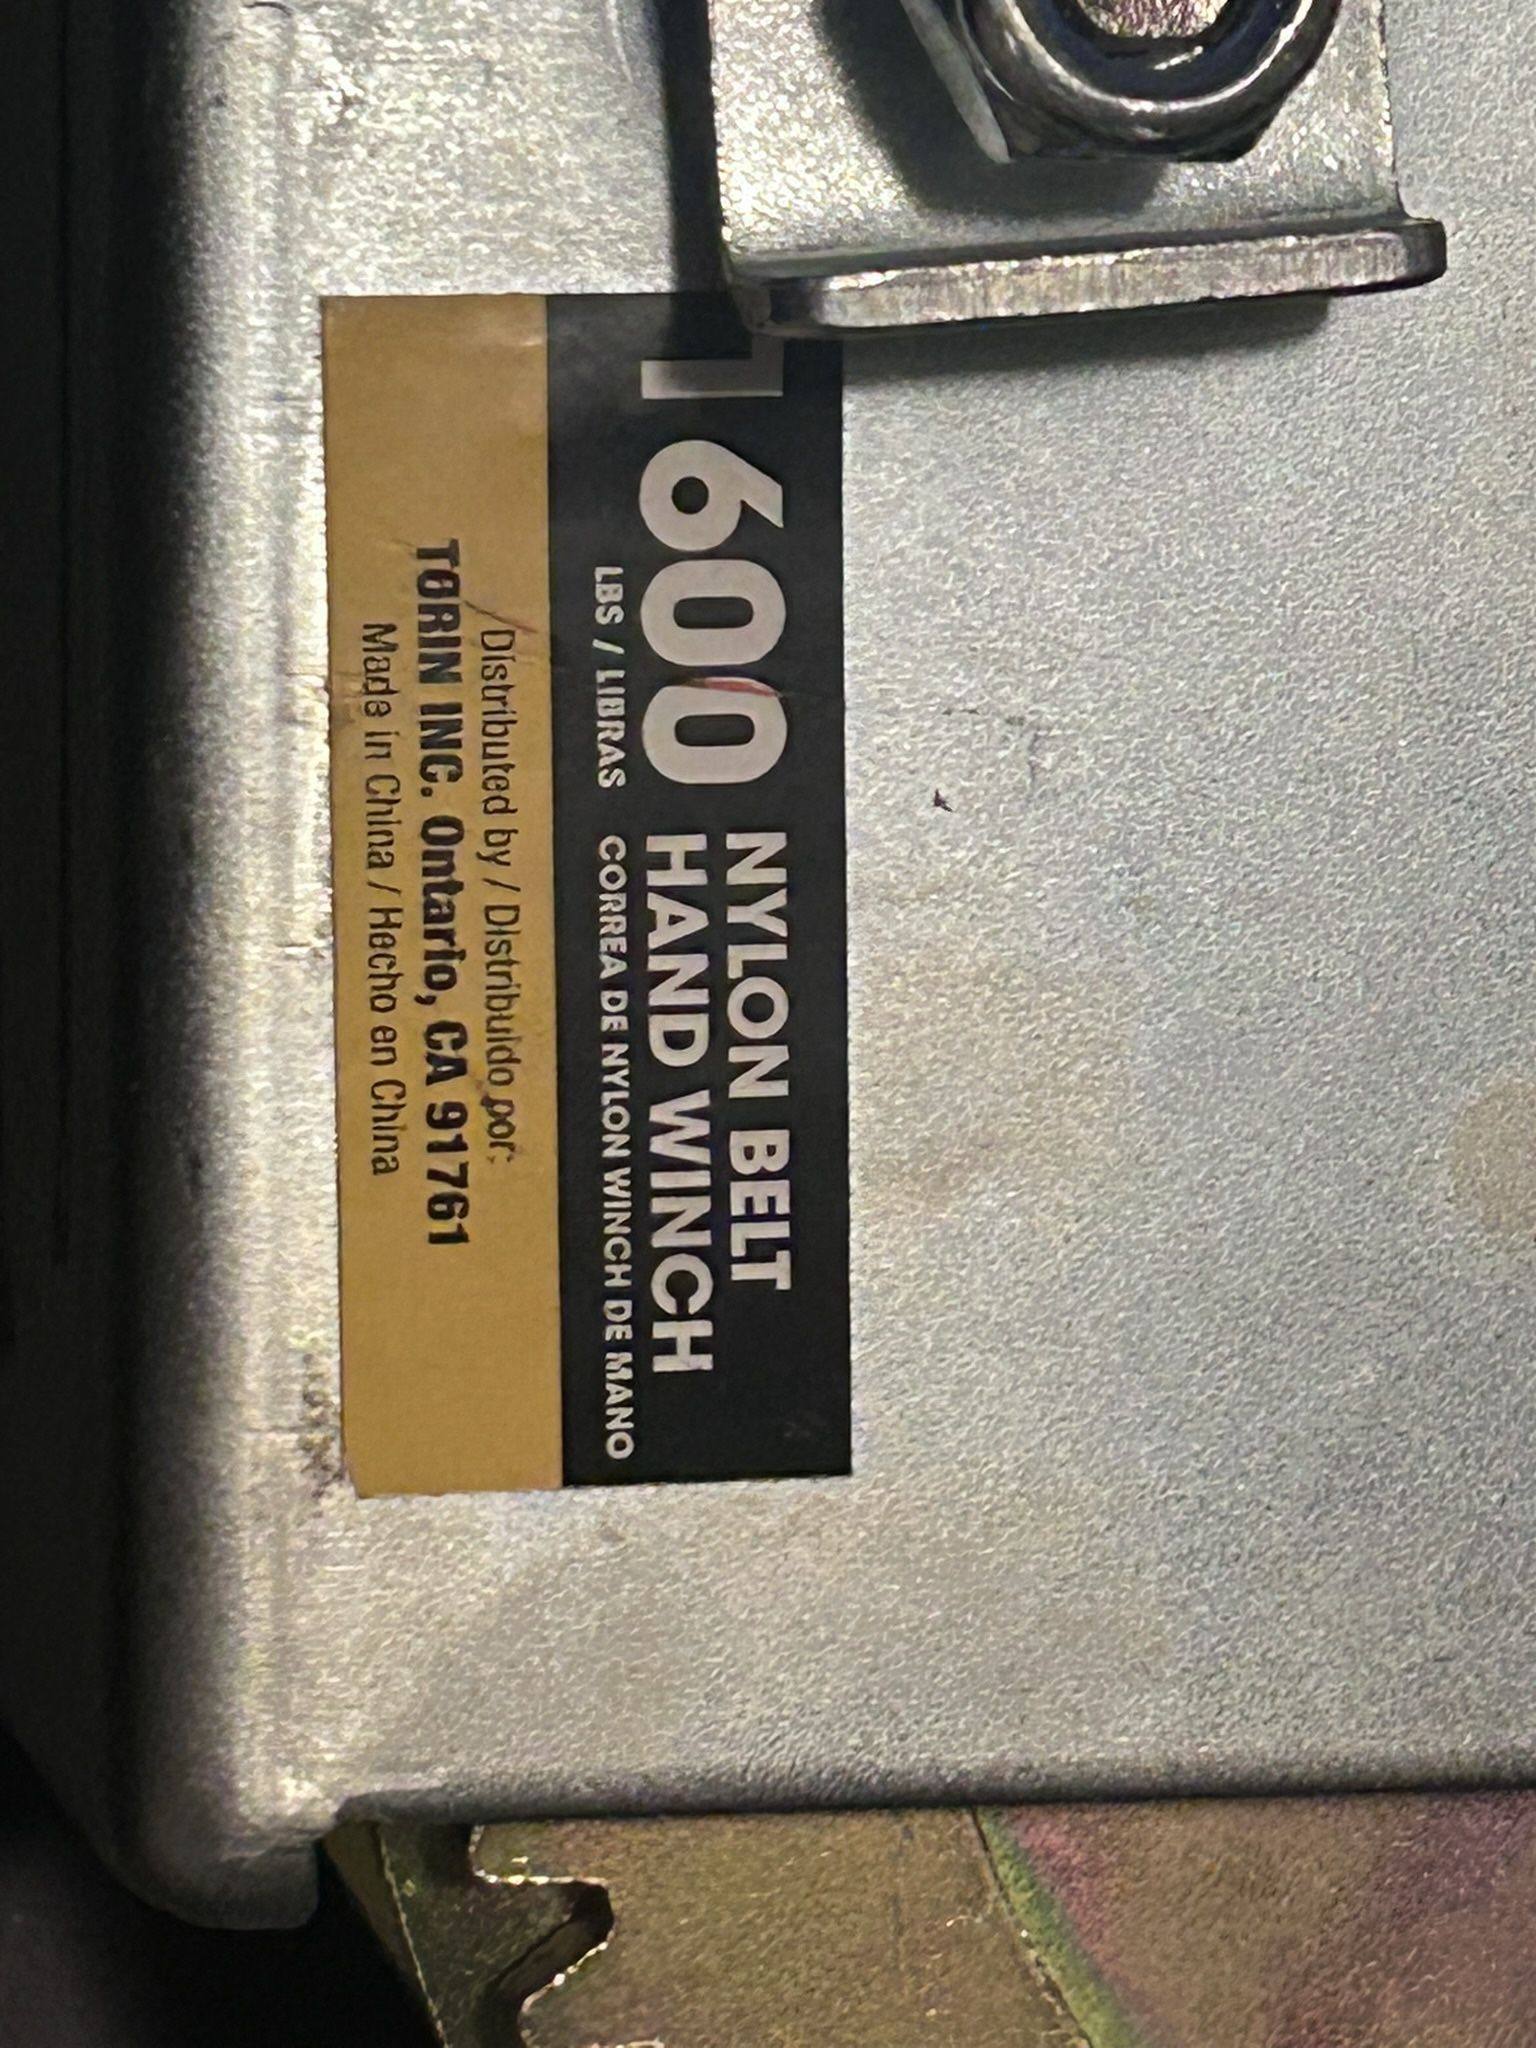 1600
LBS / LIBRAS
NYLON BELT
HAND WINCH
CORREA DE NYLON WINCH DE MANO
Distributed by / Distribuido por:
TORIN INC. Ontario, CA 91761
Made in China / Hecho en China